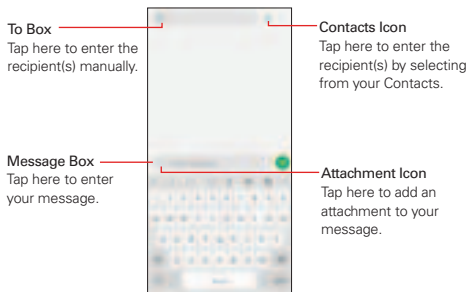 To Box
Tap here to enter the
recipient(s) manually.
Contacts Icon
Tap here to enter the
recipient(s) by selecting
from your Contacts.
Message Box
Tap here to enter
your message.
Attachment Icon
Tap here to add an
attachment to your
message.